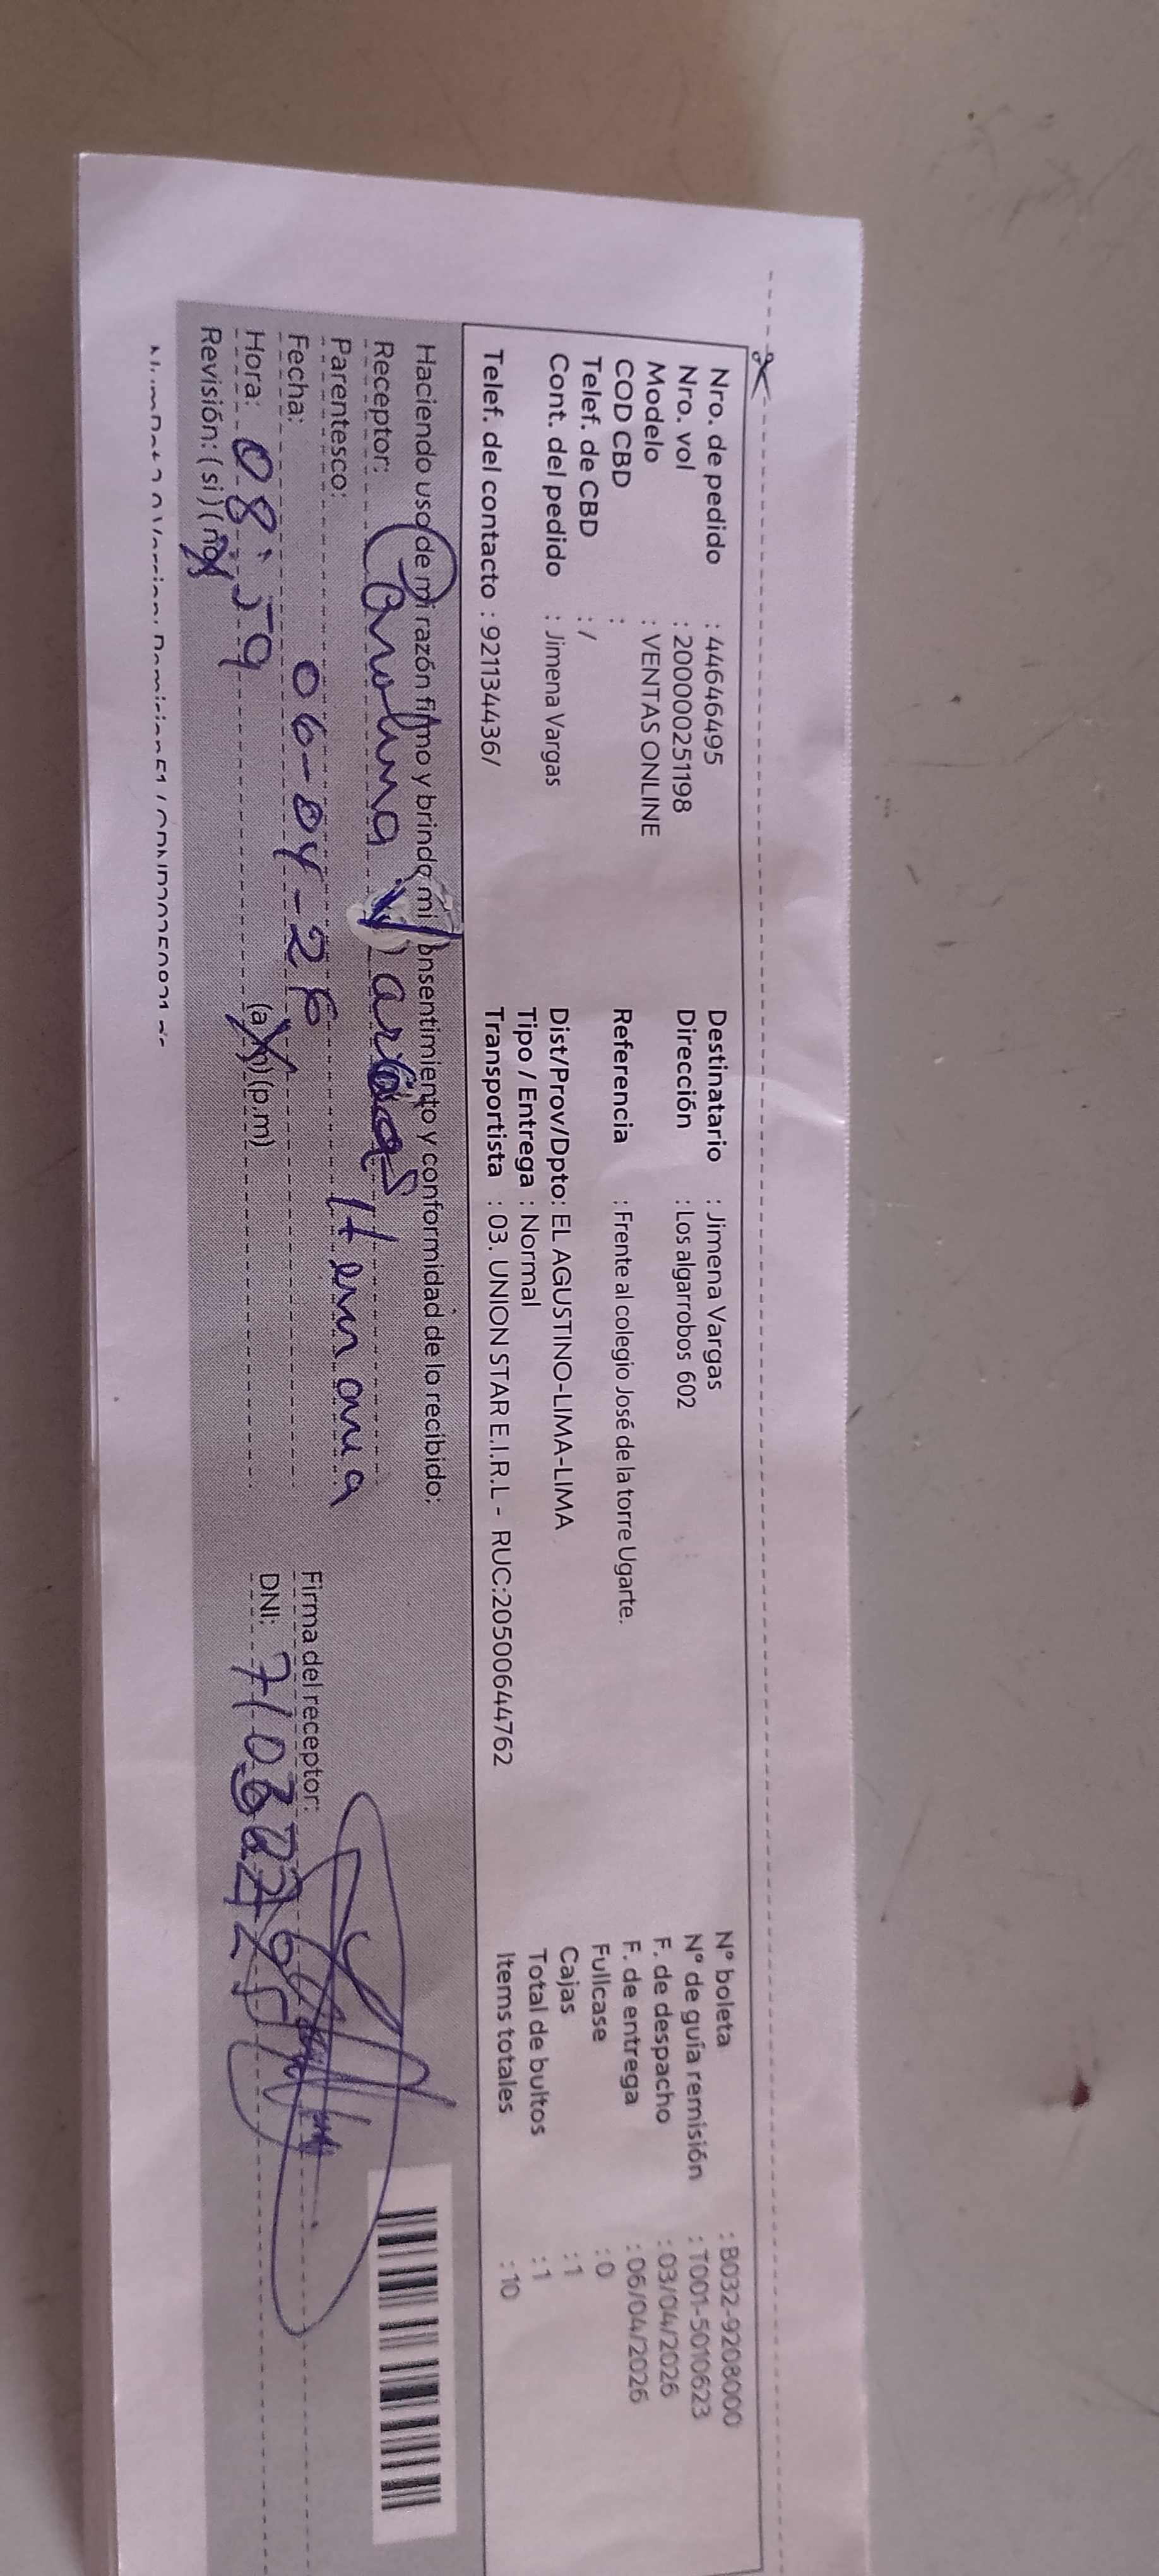 Nro. de pedido : 44646495
Nro. vol : 200000251198
Modelo : VENTAS ONLINE
COD CBD :
Telef. de CBD : /
Cont. del pedido : Jimena Vargas
Telef. del contacto : 921134436/
Destinatario : Jimena Vargas
Dirección : Los algarrobos 602
Referencia : Frente al colegio José de la torre Ugarte.
Dist/Prov/Dpto: EL AGUSTINO-LIMA-LIMA
Tipo / Entrega : Normal
Transportista : 03. UNION STAR E.I.R.L - RUC:20500644762
N° boleta : B032-9208000
N° de guía remisión : T001-5010623
F. de despacho : 03/04/2026
F. de entrega : 06/04/2026
Fullcase : 0
Cajas : 1
Total de bultos : 1
Items totales : 10
Haciendo uso de mi razón firmo y brindo mi consentimiento y conformidad de lo recibido:
Receptor: Carolina Vargas
Parentesco: Hermana
Fecha: 06-04-26
Hora: 08:59 (a.m) (p.m)
Revisión: (si) (no)
Firma del receptor:
DNI: